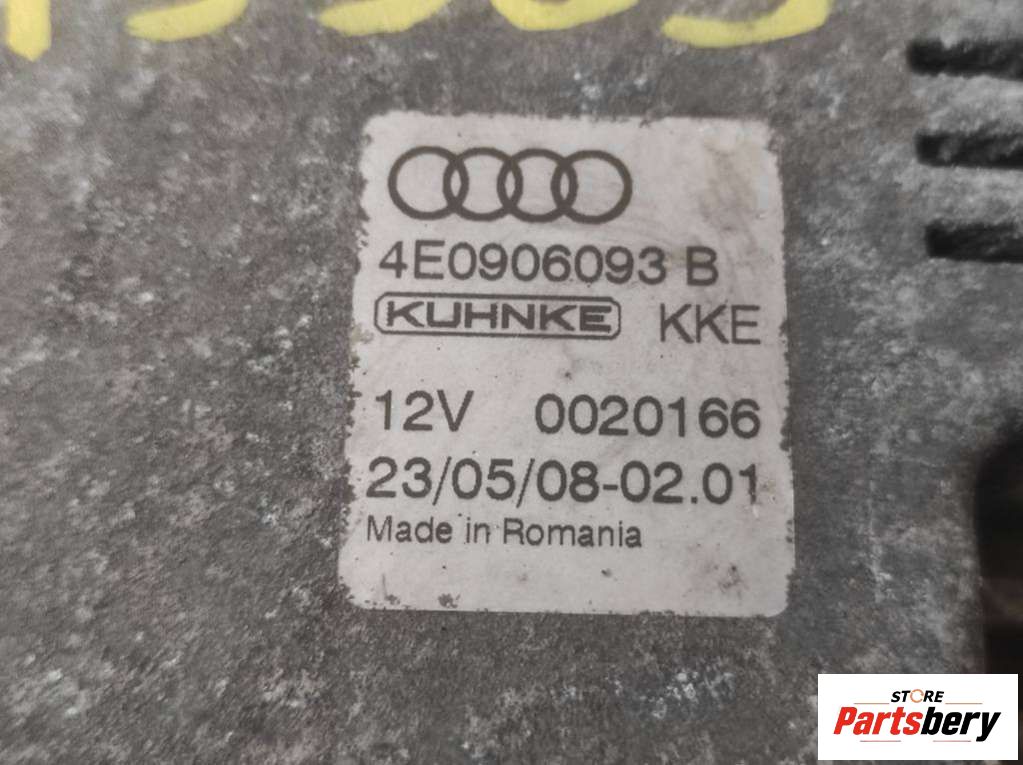 4E0906093 B
KUHNKE KKE
12V 0020166
23/05/08-02.01
Made in Romania
STORE
Partsbery